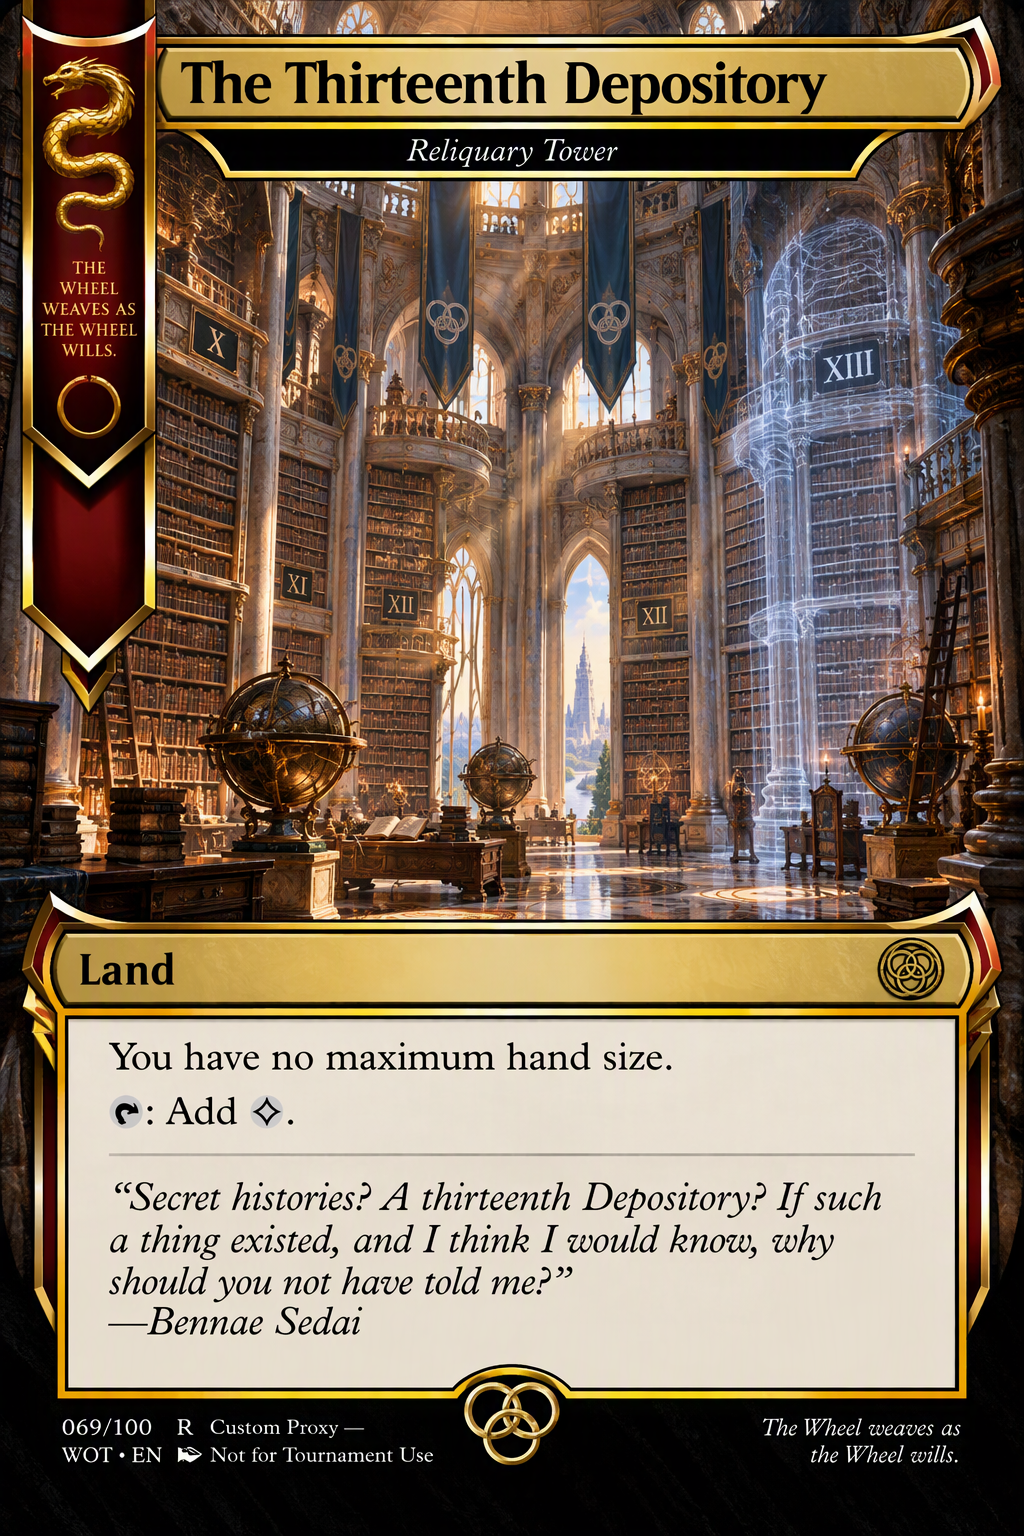 The Thirteenth Depository
Reliquary Tower
THE
WHEEL
WEAVES AS
THE WHEEL
WILLS.
X
XI
XII
XII
XIII
Land
You have no maximum hand size.
: Add .
“Secret histories? A thirteenth Depository? If such
a thing existed, and I think I would know, why
should you not have told me?”
—Bennae Sedai
069/100 R Custom Proxy —
WOT • EN Not for Tournament Use
The Wheel weaves as
the Wheel wills.